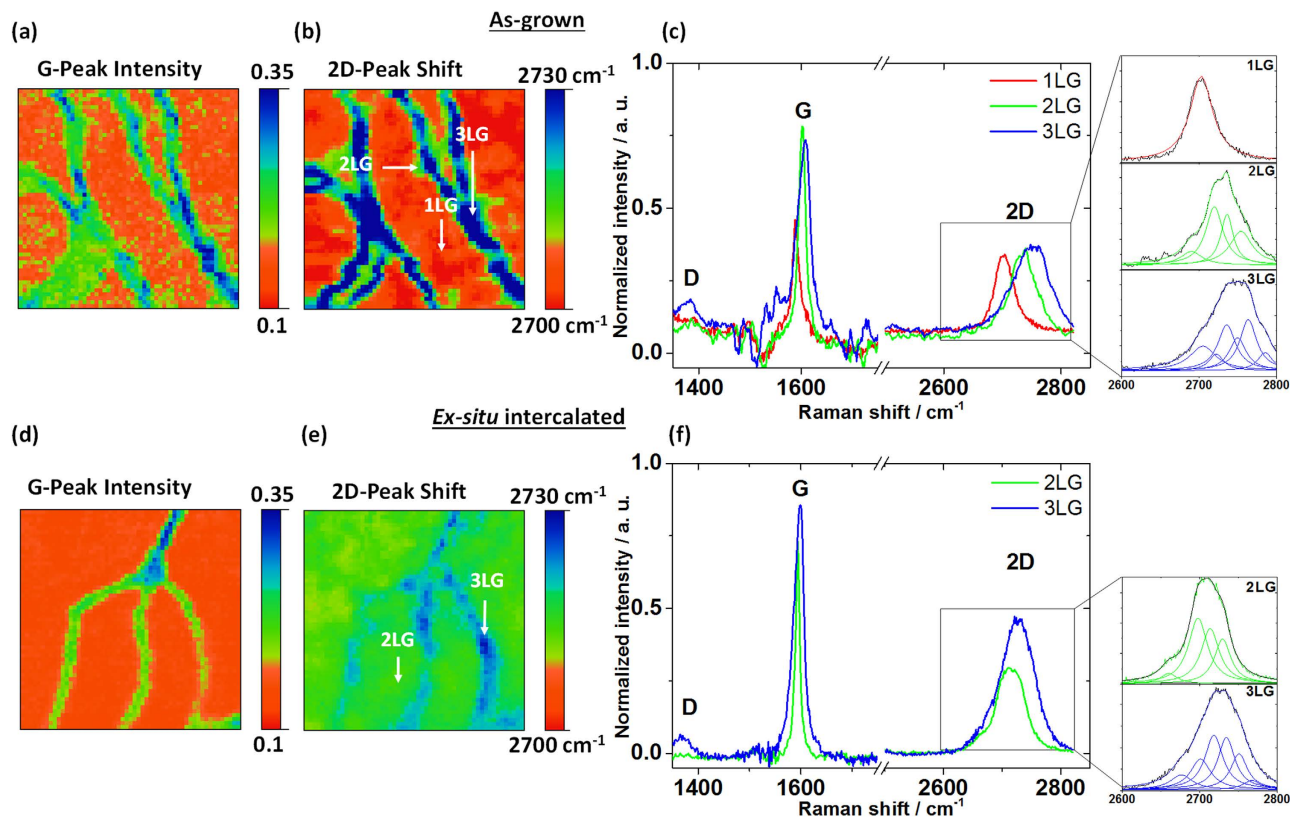 As-grown
(a)
G-Peak Intensity
0.35
0.1
(b)
2D-Peak Shift
2730 cm⁻¹
2700 cm⁻¹
2LG
3LG
1LG
(c)
Normalized intensity / a. u.
1.0
0.5
0.0
D
G
2D
1LG
2LG
3LG
1400
1600
2600
2800
Raman shift / cm⁻¹
1LG
2LG
3LG
2600
2700
2800
Ex-situ intercalated
(d)
G-Peak Intensity
0.35
0.1
(e)
2D-Peak Shift
2730 cm⁻¹
2700 cm⁻¹
3LG
2LG
(f)
Normalized intensity / a. u.
1.0
0.5
0.0
D
G
2D
2LG
3LG
1400
1600
2600
2800
Raman shift / cm⁻¹
2LG
3LG
2600
2700
2800